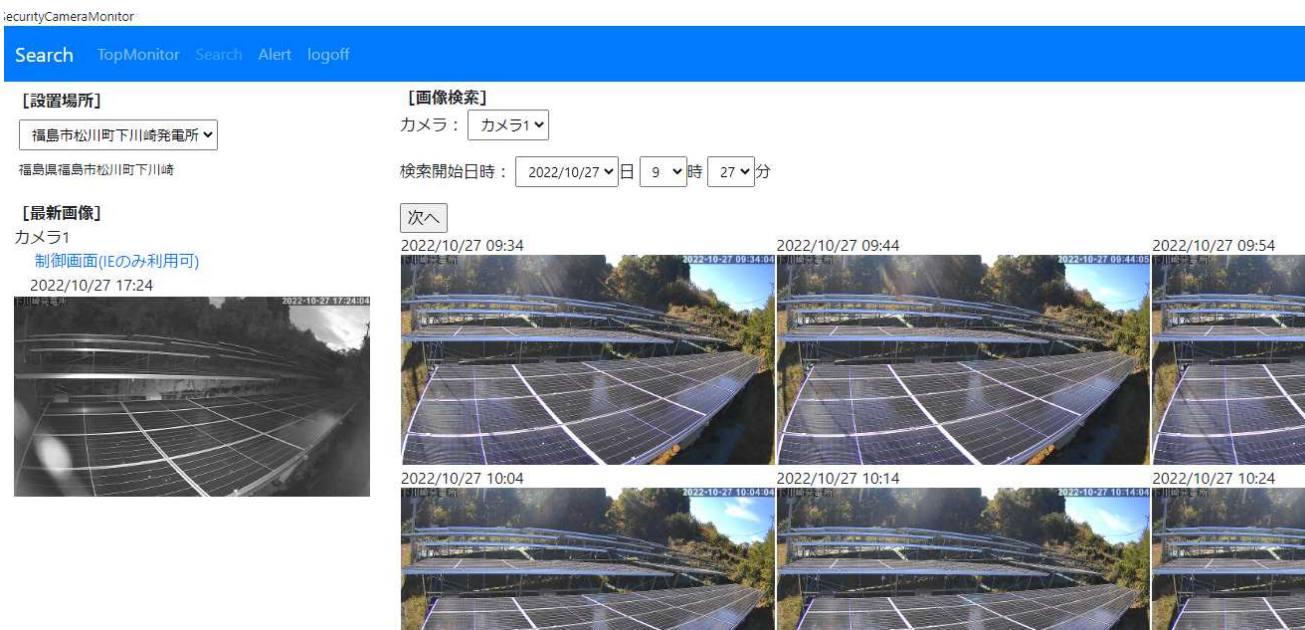 SecurityCameraMonitor
Search TopMonitor Search Alert logoff
[設置場所]
福島市松川町下川崎発電所
福島県福島市松川町下川崎
[最新画像]
カメラ1
制御画面(IEのみ利用可)
2022/10/27 17:24
下川崎発電所 2022-10-27 17:24:04
[画像検索]
カメラ： カメラ1
検索開始日時： 2022/10/27 日 9 時 27 分
次へ
2022/10/27 09:34 2022/10/27 09:44 2022/10/27 09:54
2022-10-27 09:34:04 2022-10-27 09:44:05
2022/10/27 10:04 2022/10/27 10:14 2022/10/27 10:24
2022-10-27 10:04:04 2022-10-27 10:14:04